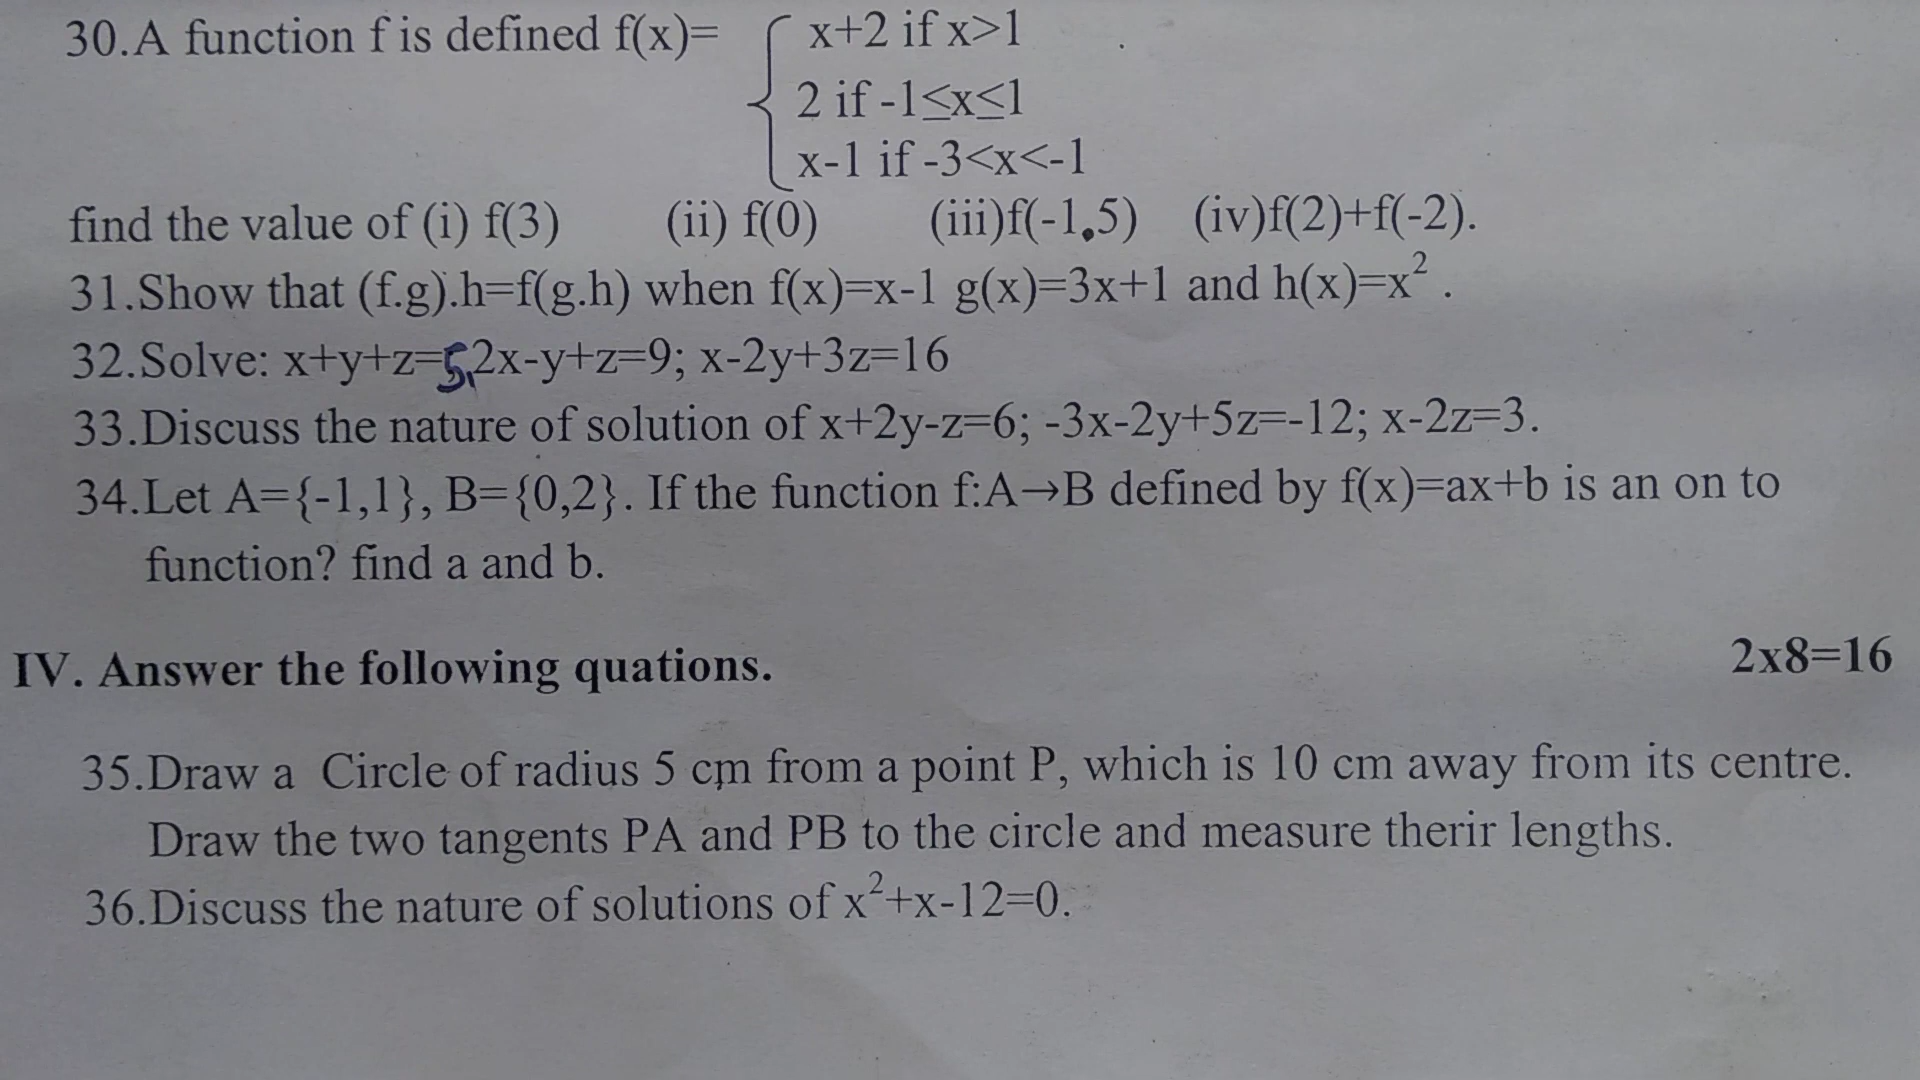 30.A function f is defined f(x)= { x+2 if x>1
2 if -1≤x≤1
x-1 if -3<x<-1
find the value of (i) f(3) (ii) f(0) (iii)f(-1.5) (iv)f(2)+f(-2).
31.Show that (f.g).h=f(g.h) when f(x)=x-1 g(x)=3x+1 and h(x)=x².
32.Solve: x+y+z=5,2x-y+z=9; x-2y+3z=16
33.Discuss the nature of solution of x+2y-z=6; -3x-2y+5z=-12; x-2z=3.
34.Let A={-1,1}, B={0,2}. If the function f:A→B defined by f(x)=ax+b is an on to
function? find a and b.
IV. Answer the following quations. 2x8=16
35.Draw a Circle of radius 5 cm from a point P, which is 10 cm away from its centre.
Draw the two tangents PA and PB to the circle and measure therir lengths.
36.Discuss the nature of solutions of x²+x-12=0.